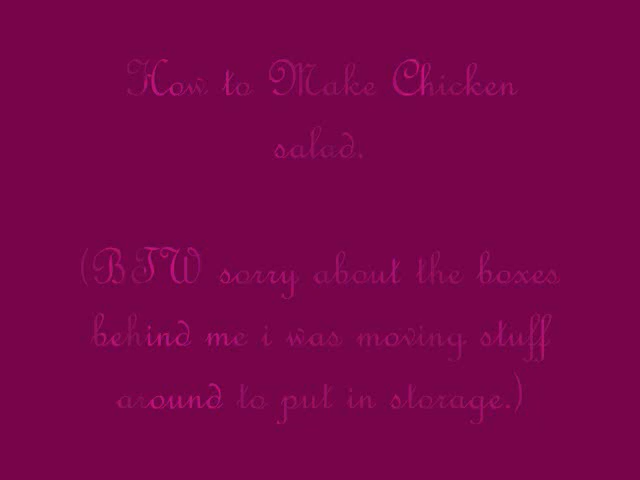 How to Make Chicken
salad.
(BTW sorry about the boxes
behind me i was moving stuff
around to put in storage.)